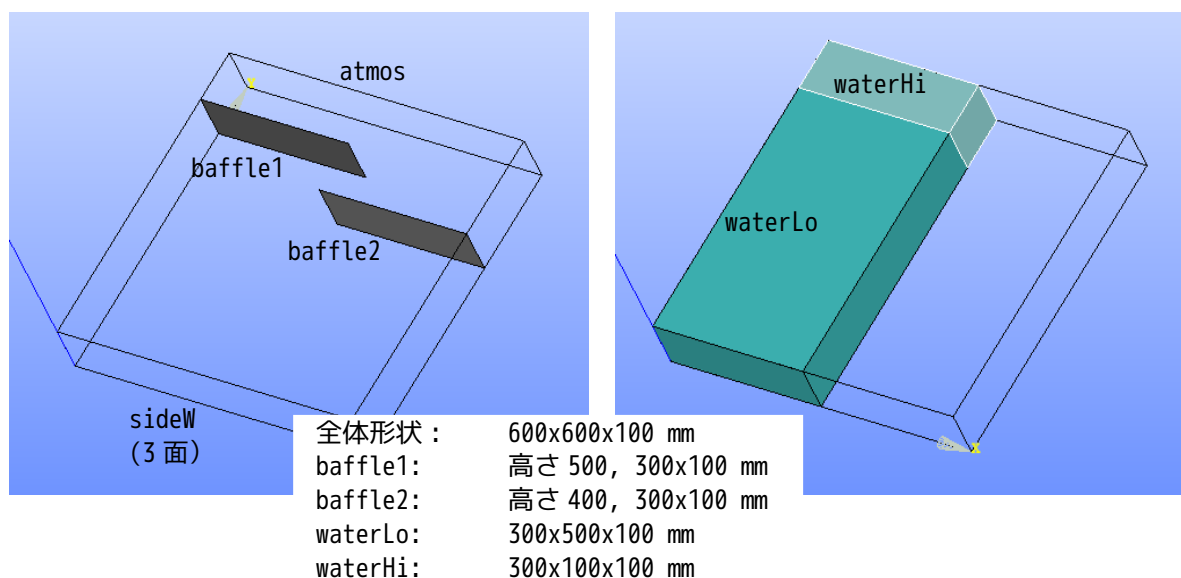 atmos
baffle1
baffle2
sideW
(3面)
Y
waterHi
waterLo
X
全体形状： 600x600x100 mm
baffle1: 高さ500, 300x100 mm
baffle2: 高さ400, 300x100 mm
waterLo: 300x500x100 mm
waterHi: 300x100x100 mm